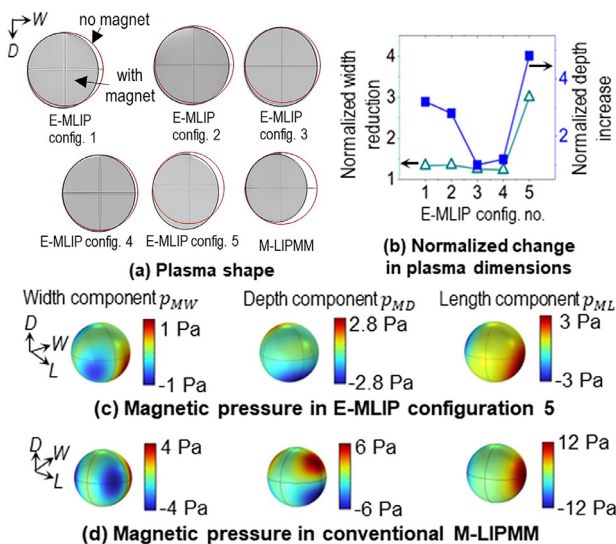 W
D
no magnet
with
magnet
E-MLIP
config. 1
E-MLIP
config. 2
E-MLIP
config. 3
E-MLIP config. 4
E-MLIP config. 5
M-LIPMM
(a) Plasma shape
Normalized width
reduction
4
3
2
1
1 2 3 4 5
E-MLIP config. no.
4
2
Normalized depth
increase
(b) Normalized change
in plasma dimensions
Width component pMW
Depth component pMD
Length component pML
D
W
L
1 Pa
-1 Pa
2.8 Pa
-2.8 Pa
3 Pa
-3 Pa
(c) Magnetic pressure in E-MLIP configuration 5
D
W
L
4 Pa
-4 Pa
6 Pa
-6 Pa
12 Pa
-12 Pa
(d) Magnetic pressure in conventional M-LIPMM